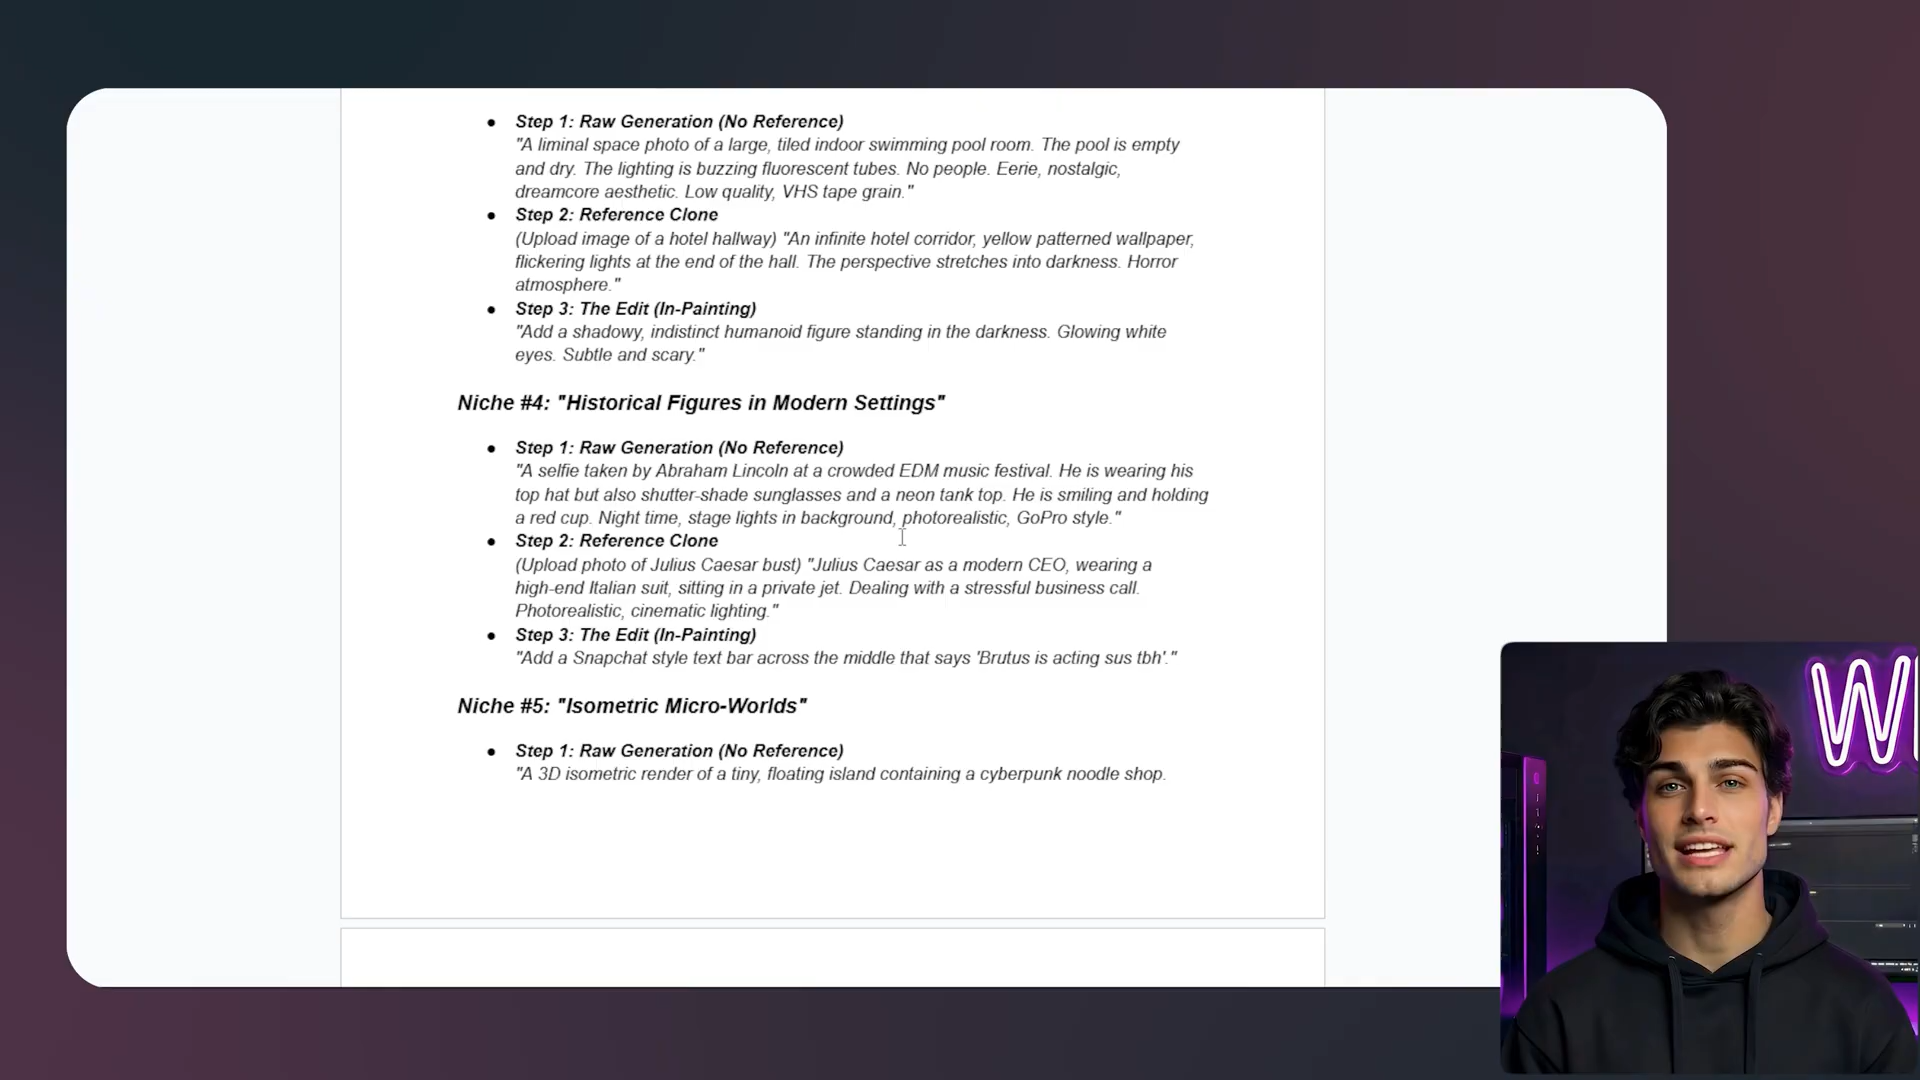 Step 1: Raw Generation (No Reference)
"A liminal space photo of a large, tiled indoor swimming pool room. The pool is empty
and dry. The lighting is buzzing fluorescent tubes. No people. Eerie, nostalgic,
dreamcore aesthetic. Low quality, VHS tape grain."
Step 2: Reference Clone
(Upload image of a hotel hallway) "An infinite hotel corridor, yellow patterned wallpaper,
flickering lights at the end of the hall. The perspective stretches into darkness. Horror
atmosphere."
Step 3: The Edit (In-Painting)
"Add a shadowy, indistinct humanoid figure standing in the darkness. Glowing white
eyes. Subtle and scary."
Niche #4: "Historical Figures in Modern Settings"
Step 1: Raw Generation (No Reference)
"A selfie taken by Abraham Lincoln at a crowded EDM music festival. He is wearing his
top hat but also shutter-shade sunglasses and a neon tank top. He is smiling and holding
a red cup. Night time, stage lights in background, photorealistic, GoPro style."
Step 2: Reference Clone
(Upload photo of Julius Caesar bust) "Julius Caesar as a modern CEO, wearing a
high-end Italian suit, sitting in a private jet. Dealing with a stressful business call.
Photorealistic, cinematic lighting."
Step 3: The Edit (In-Painting)
"Add a Snapchat style text bar across the middle that says 'Brutus is acting sus tbh'."
Niche #5: "Isometric Micro-Worlds"
Step 1: Raw Generation (No Reference)
"A 3D isometric render of a tiny, floating island containing a cyberpunk noodle shop.
W